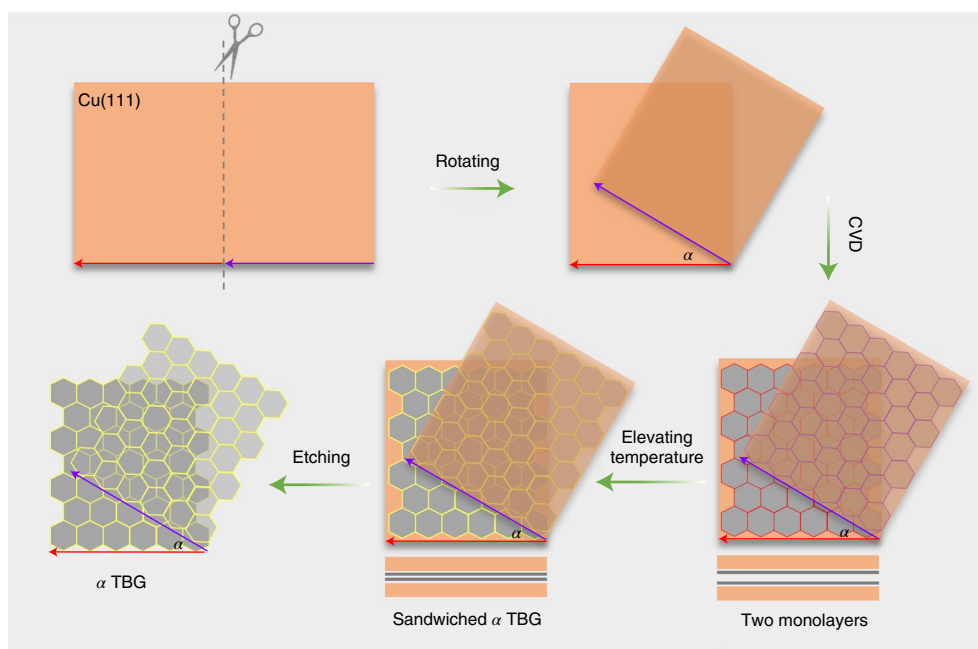 Cu(111)
Rotating
α
CVD
Etching
Elevating
temperature
α
α
α
α TBG
Sandwiched α TBG
Two monolayers